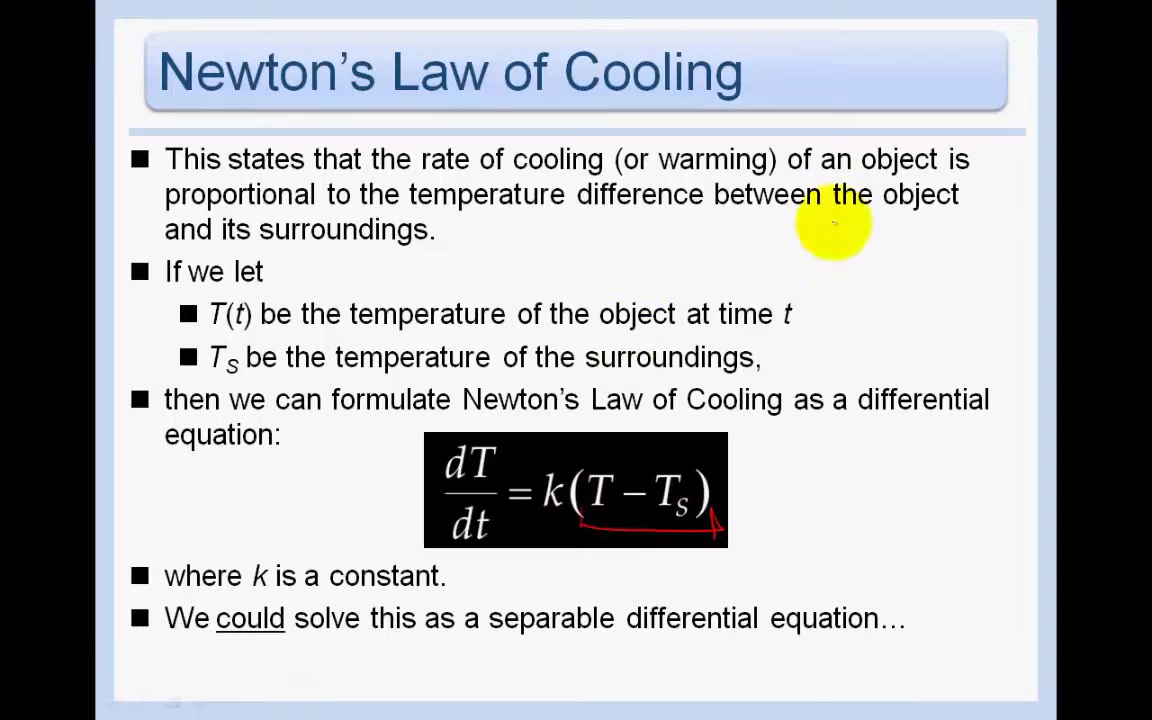 Newton's Law of Cooling
■ This states that the rate of cooling (or warming) of an object is
proportional to the temperature difference between the object
and its surroundings.
■ If we let
■ T(t) be the temperature of the object at time t
■ T_S be the temperature of the surroundings,
■ then we can formulate Newton's Law of Cooling as a differential
equation:
dT/dt = k(T − T_S)
■ where k is a constant.
■ We could solve this as a separable differential equation…